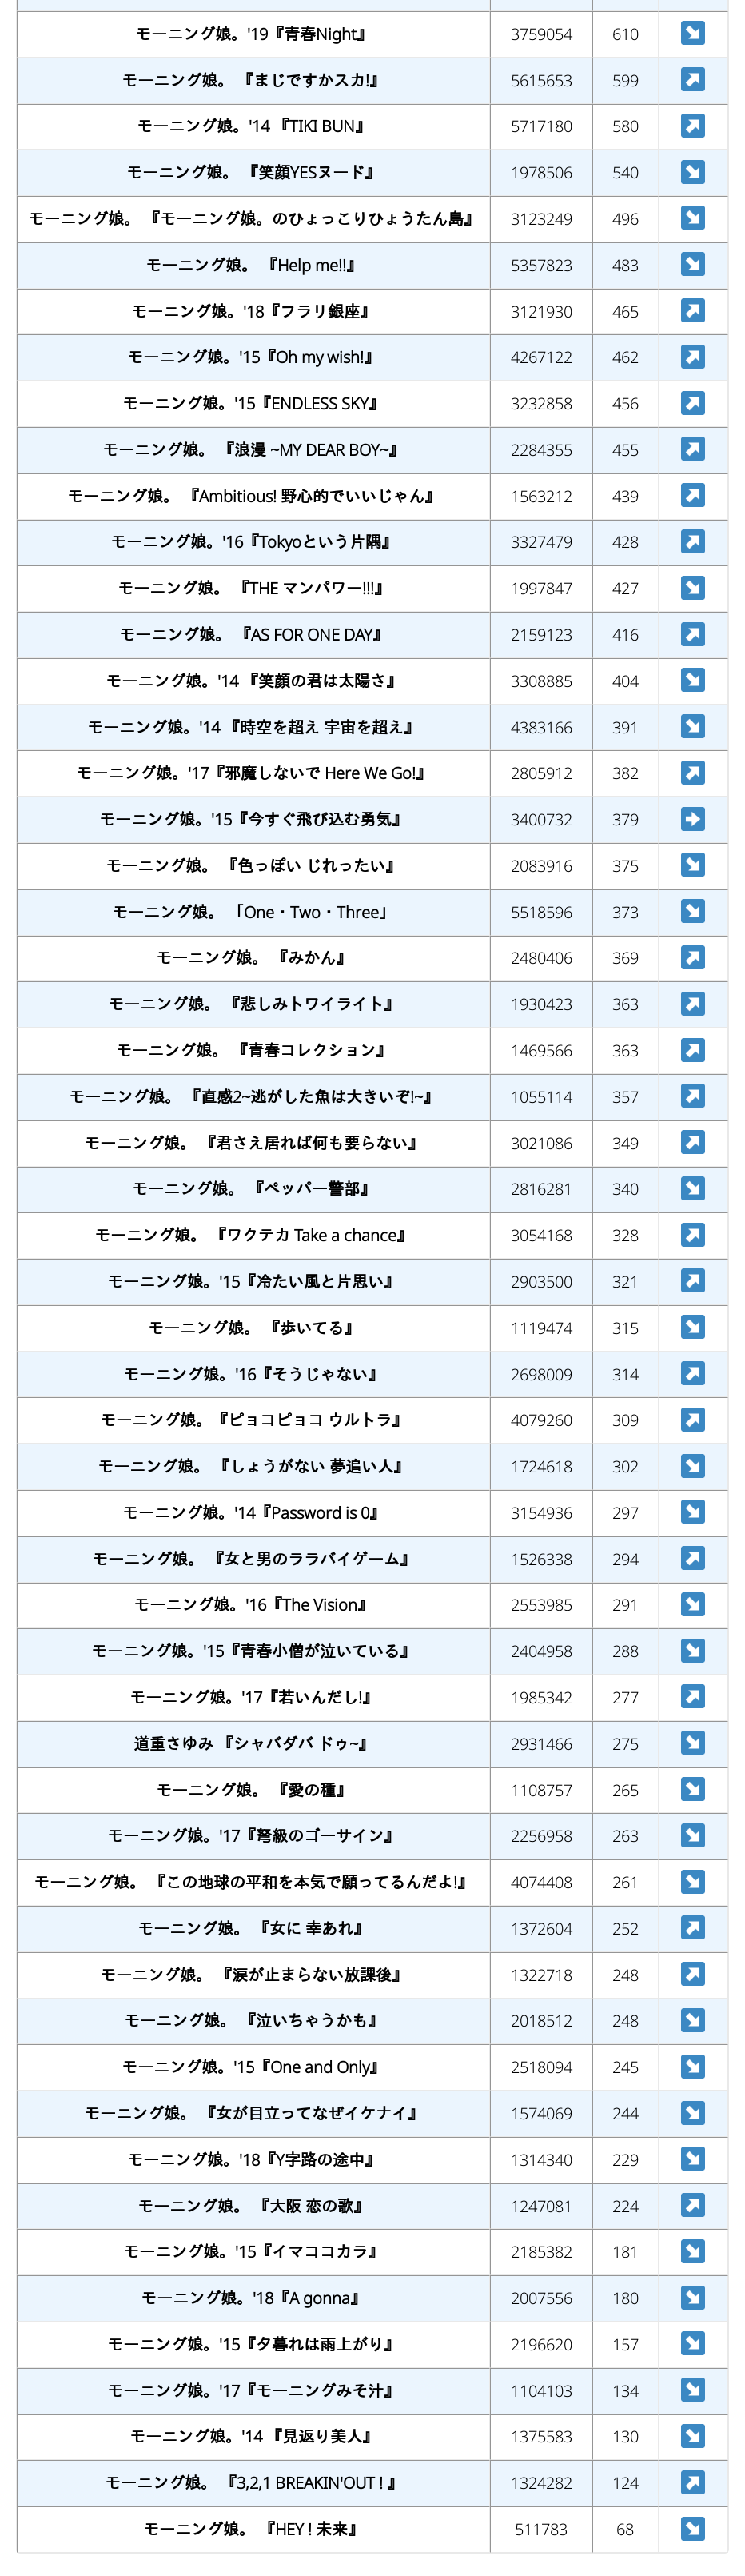 モーニング娘。'19『青春Night』 3759054 610
モーニング娘。 『まじですかスカ!』 5615653 599
モーニング娘。'14 『TIKI BUN』 5717180 580
モーニング娘。 『笑顔YESヌード』 1978506 540
モーニング娘。 『モーニング娘。のひょっこりひょうたん島』 3123249 496
モーニング娘。 『Help me!!』 5357823 483
モーニング娘。'18『フラリ銀座』 3121930 465
モーニング娘。'15『Oh my wish!』 4267122 462
モーニング娘。'15『ENDLESS SKY』 3232858 456
モーニング娘。 『浪漫 ~MY DEAR BOY~』 2284355 455
モーニング娘。 『Ambitious! 野心的でいいじゃん』 1563212 439
モーニング娘。'16『Tokyoという片隅』 3327479 428
モーニング娘。 『THE マンパワー!!!』 1997847 427
モーニング娘。 『AS FOR ONE DAY』 2159123 416
モーニング娘。'14 『笑顔の君は太陽さ』 3308885 404
モーニング娘。'14 『時空を超え 宇宙を超え』 4383166 391
モーニング娘。'17『邪魔しないで Here We Go!』 2805912 382
モーニング娘。'15『今すぐ飛び込む勇気』 3400732 379
モーニング娘。 『色っぽい じれったい』 2083916 375
モーニング娘。 「One・Two・Three」 5518596 373
モーニング娘。 『みかん』 2480406 369
モーニング娘。 『悲しみトワイライト』 1930423 363
モーニング娘。 『青春コレクション』 1469566 363
モーニング娘。 『直感2~逃がした魚は大きいぞ!~』 1055114 357
モーニング娘。 『君さえ居れば何も要らない』 3021086 349
モーニング娘。 『ペッパー警部』 2816281 340
モーニング娘。 『ワクテカ Take a chance』 3054168 328
モーニング娘。'15『冷たい風と片思い』 2903500 321
モーニング娘。 『歩いてる』 1119474 315
モーニング娘。'16『そうじゃない』 2698009 314
モーニング娘。『ピョコピョコ ウルトラ』 4079260 309
モーニング娘。 『しょうがない 夢追い人』 1724618 302
モーニング娘。'14『Password is 0』 3154936 297
モーニング娘。 『女と男のララバイゲーム』 1526338 294
モーニング娘。'16『The Vision』 2553985 291
モーニング娘。'15『青春小僧が泣いている』 2404958 288
モーニング娘。'17『若いんだし!』 1985342 277
道重さゆみ 『シャバダバ ドゥ~』 2931466 275
モーニング娘。 『愛の種』 1108757 265
モーニング娘。'17『弩級のゴーサイン』 2256958 263
モーニング娘。 『この地球の平和を本気で願ってるんだよ!』 4074408 261
モーニング娘。 『女に 幸あれ』 1372604 252
モーニング娘。 『涙が止まらない放課後』 1322718 248
モーニング娘。 『泣いちゃうかも』 2018512 248
モーニング娘。'15『One and Only』 2518094 245
モーニング娘。 『女が目立ってなぜイケナイ』 1574069 244
モーニング娘。'18『Y字路の途中』 1314340 229
モーニング娘。 『大阪 恋の歌』 1247081 224
モーニング娘。'15『イマココカラ』 2185382 181
モーニング娘。'18『A gonna』 2007556 180
モーニング娘。'15『夕暮れは雨上がり』 2196620 157
モーニング娘。'17『モーニングみそ汁』 1104103 134
モーニング娘。'14 『見返り美人』 1375583 130
モーニング娘。 『3,2,1 BREAKIN'OUT ! 』 1324282 124
モーニング娘。 『HEY ! 未来』 511783 68